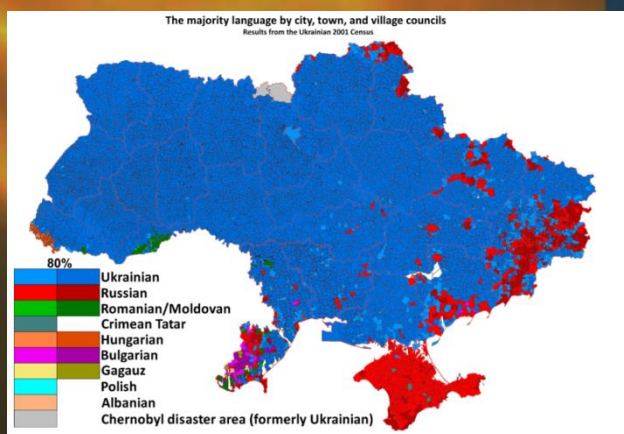 The majority language by city, town, and village councils
Results from the Ukrainian 2001 Census
80%
Ukrainian
Russian
Romanian/Moldovan
Crimean Tatar
Hungarian
Bulgarian
Gagauz
Polish
Albanian
Chernobyl disaster area (formerly Ukrainian)